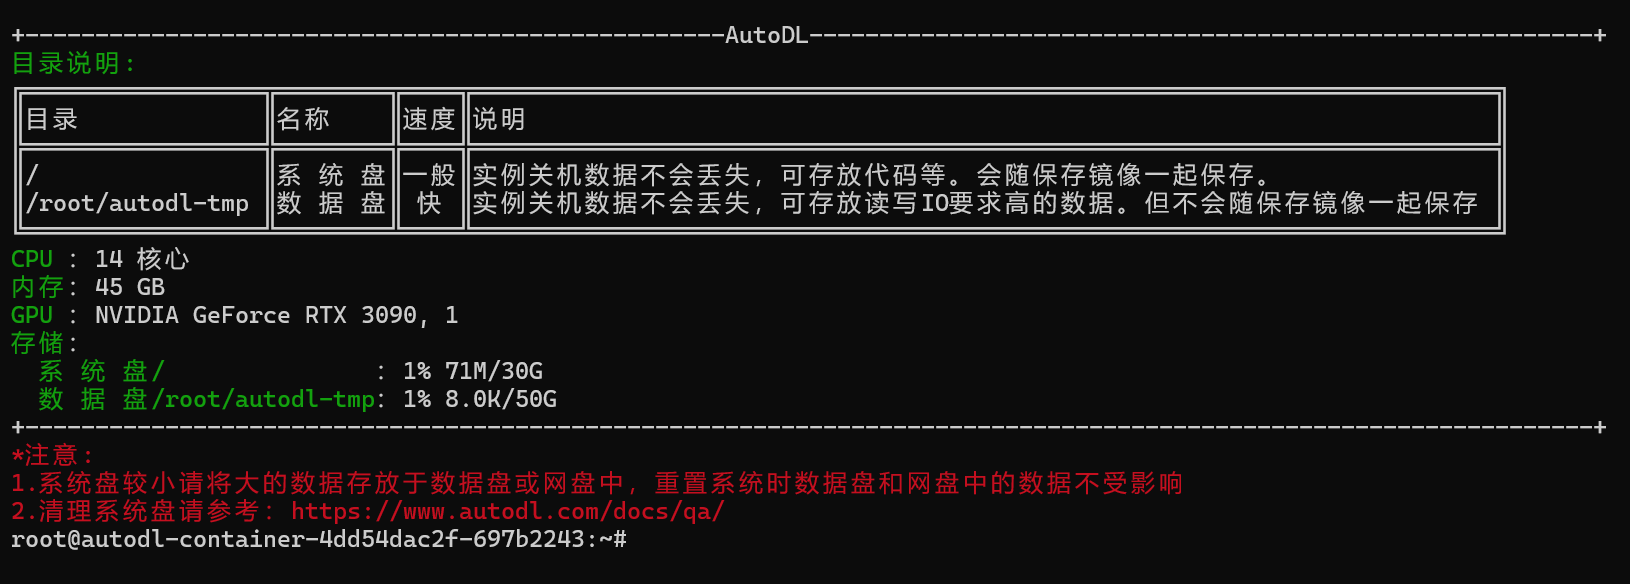 +--------------------------------------------------AutoDL--------------------------------------------------------+
目录说明:
╔═════════════════╦════════╦════╦═════════════════════════════════════════════════════════════════════════╗
║目录             ║名称    ║速度║说明                                                                     ║
╠═════════════════╬════════╬════╬═════════════════════════════════════════════════════════════════════════╣
║/                ║系 统 盘║一般║实例关机数据不会丢失，可存放代码等。会随保存镜像一起保存。               ║
║/root/autodl-tmp ║数 据 盘║ 快 ║实例关机数据不会丢失，可存放读写IO要求高的数据。但不会随保存镜像一起保存 ║
╚═════════════════╩════════╩════╩═════════════════════════════════════════════════════════════════════════╝
CPU : 14 核心
内存: 45 GB
GPU : NVIDIA GeForce RTX 3090, 1
存储:
  系 统 盘/               : 1% 71M/30G
  数 据 盘/root/autodl-tmp: 1% 8.0K/50G
+----------------------------------------------------------------------------------------------------------------+
*注意:
1.系统盘较小请将大的数据存放于数据盘或网盘中，重置系统时数据盘和网盘中的数据不受影响
2.清理系统盘请参考: https://www.autodl.com/docs/qa/
root@autodl-container-4dd54dac2f-697b2243:~#